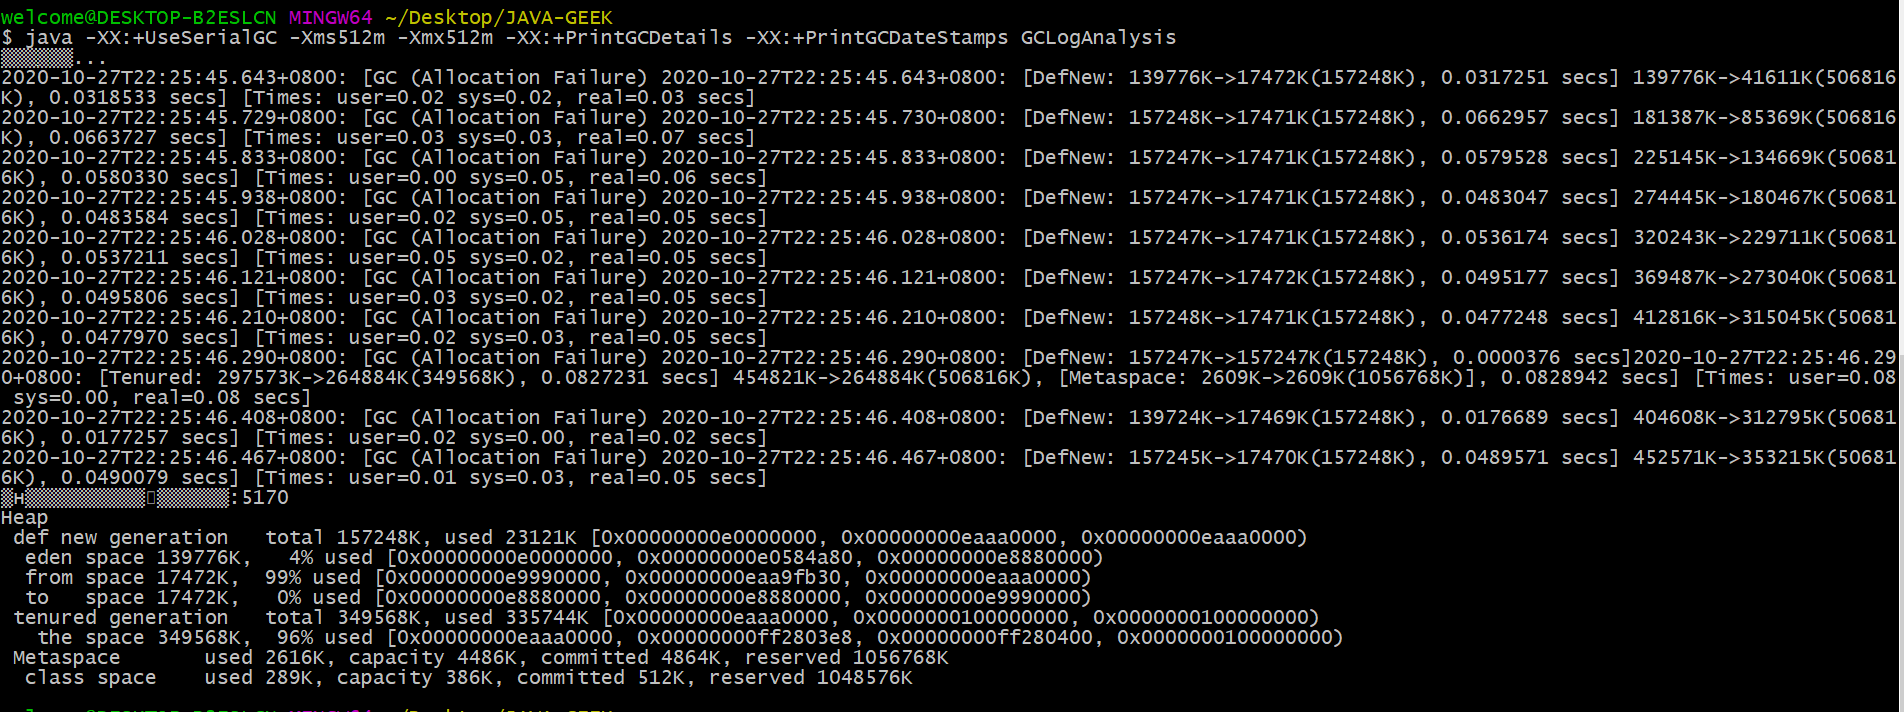 welcome@DESKTOP-B2ESLCN MINGW64 ~/Desktop/JAVA-GEEK
$ java -XX:+UseSerialGC -Xms512m -Xmx512m -XX:+PrintGCDetails -XX:+PrintGCDateStamps GCLogAnalysis
...
2020-10-27T22:25:45.643+0800: [GC (Allocation Failure) 2020-10-27T22:25:45.643+0800: [DefNew: 139776K->17472K(157248K), 0.0317251 secs] 139776K->41611K(506816
K), 0.0318533 secs] [Times: user=0.02 sys=0.02, real=0.03 secs]
2020-10-27T22:25:45.729+0800: [GC (Allocation Failure) 2020-10-27T22:25:45.730+0800: [DefNew: 157248K->17471K(157248K), 0.0662957 secs] 181387K->85369K(506816
K), 0.0663727 secs] [Times: user=0.03 sys=0.03, real=0.07 secs]
2020-10-27T22:25:45.833+0800: [GC (Allocation Failure) 2020-10-27T22:25:45.833+0800: [DefNew: 157247K->17471K(157248K), 0.0579528 secs] 225145K->134669K(50681
6K), 0.0580330 secs] [Times: user=0.00 sys=0.05, real=0.06 secs]
2020-10-27T22:25:45.938+0800: [GC (Allocation Failure) 2020-10-27T22:25:45.938+0800: [DefNew: 157247K->17471K(157248K), 0.0483047 secs] 274445K->180467K(50681
6K), 0.0483584 secs] [Times: user=0.02 sys=0.05, real=0.05 secs]
2020-10-27T22:25:46.028+0800: [GC (Allocation Failure) 2020-10-27T22:25:46.028+0800: [DefNew: 157247K->17471K(157248K), 0.0536174 secs] 320243K->229711K(50681
6K), 0.0537211 secs] [Times: user=0.05 sys=0.02, real=0.05 secs]
2020-10-27T22:25:46.121+0800: [GC (Allocation Failure) 2020-10-27T22:25:46.121+0800: [DefNew: 157247K->17472K(157248K), 0.0495177 secs] 369487K->273040K(50681
6K), 0.0495806 secs] [Times: user=0.03 sys=0.02, real=0.05 secs]
2020-10-27T22:25:46.210+0800: [GC (Allocation Failure) 2020-10-27T22:25:46.210+0800: [DefNew: 157248K->17471K(157248K), 0.0477248 secs] 412816K->315045K(50681
6K), 0.0477970 secs] [Times: user=0.02 sys=0.03, real=0.05 secs]
2020-10-27T22:25:46.290+0800: [GC (Allocation Failure) 2020-10-27T22:25:46.290+0800: [DefNew: 157247K->157247K(157248K), 0.0000376 secs]2020-10-27T22:25:46.29
0+0800: [Tenured: 297573K->264884K(349568K), 0.0827231 secs] 454821K->264884K(506816K), [Metaspace: 2609K->2609K(1056768K)], 0.0828942 secs] [Times: user=0.08
sys=0.00, real=0.08 secs]
2020-10-27T22:25:46.408+0800: [GC (Allocation Failure) 2020-10-27T22:25:46.408+0800: [DefNew: 139724K->17469K(157248K), 0.0176689 secs] 404608K->312795K(50681
6K), 0.0177257 secs] [Times: user=0.02 sys=0.00, real=0.02 secs]
2020-10-27T22:25:46.467+0800: [GC (Allocation Failure) 2020-10-27T22:25:46.467+0800: [DefNew: 157245K->17470K(157248K), 0.0489571 secs] 452571K->353215K(50681
6K), 0.0490079 secs] [Times: user=0.01 sys=0.03, real=0.05 secs]
:5170
Heap
def new generation   total 157248K, used 23121K [0x00000000e0000000, 0x00000000eaaa0000, 0x00000000eaaa0000)
eden space 139776K,   4% used [0x00000000e0000000, 0x00000000e0584a80, 0x00000000e8880000)
from space 17472K,  99% used [0x00000000e9990000, 0x00000000eaa9fb30, 0x00000000eaaa0000)
to   space 17472K,   0% used [0x00000000e8880000, 0x00000000e8880000, 0x00000000e9990000)
tenured generation   total 349568K, used 335744K [0x00000000eaaa0000, 0x0000000100000000, 0x0000000100000000)
the space 349568K,  96% used [0x00000000eaaa0000, 0x00000000ff2803e8, 0x00000000ff280400, 0x0000000100000000)
Metaspace       used 2616K, capacity 4486K, committed 4864K, reserved 1056768K
class space    used 289K, capacity 386K, committed 512K, reserved 1048576K